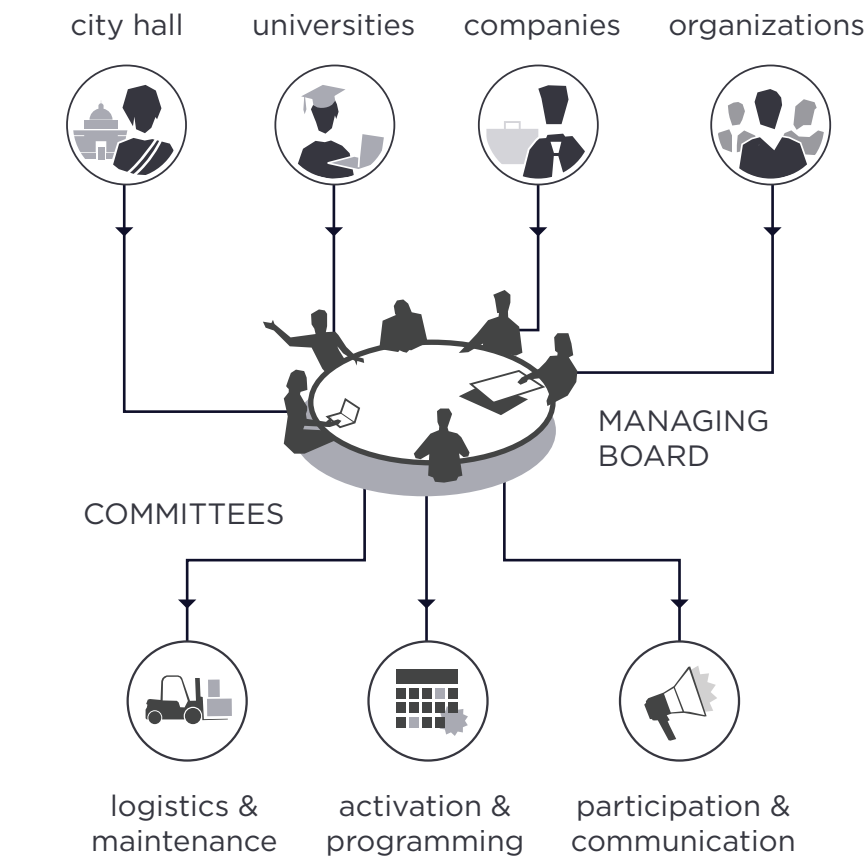 city hall
universities
companies
organizations
MANAGING
BOARD
COMMITTEES
logistics &
maintenance
activation &
programming
participation &
communication